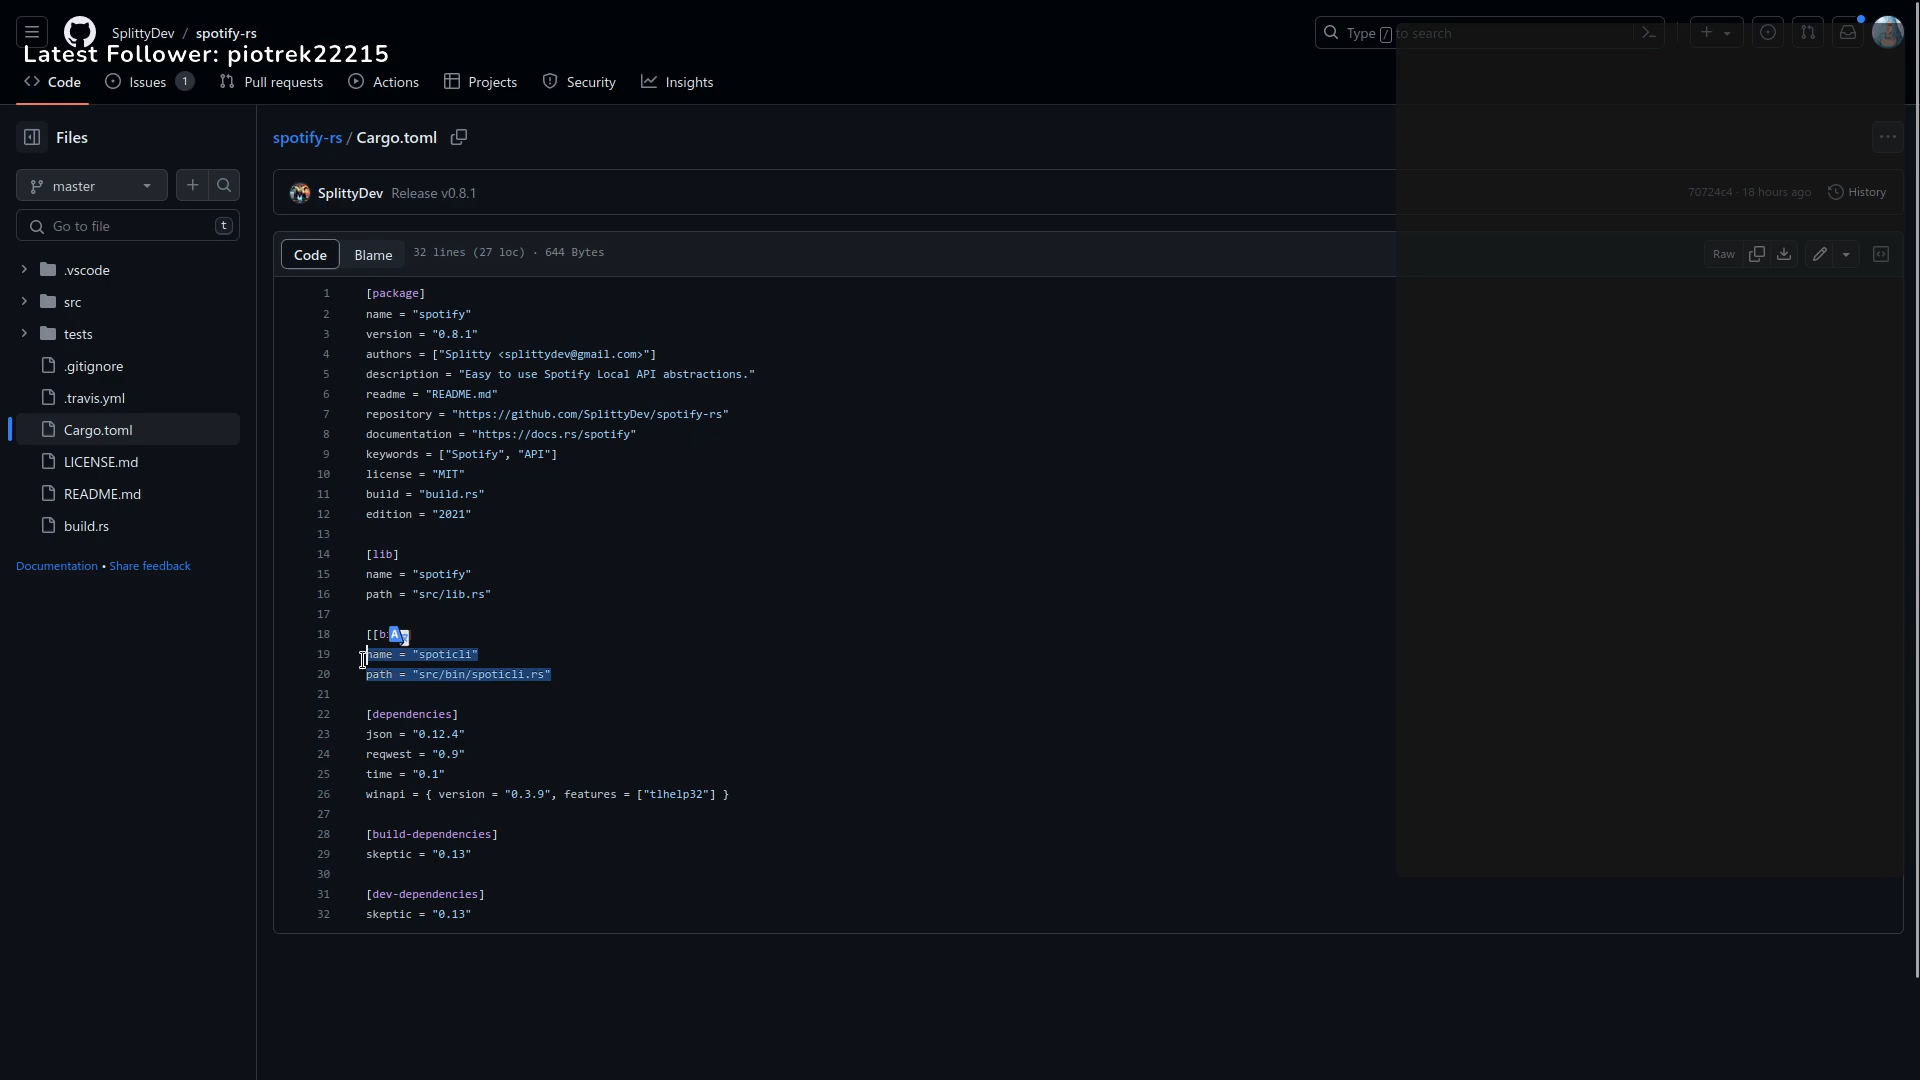 SplittyDev / spotify-rs
Type / to search
Latest Follower: piotrek22215
Code
Issues 1
Pull requests
Actions
Projects
Security
Insights
Files
spotify-rs / Cargo.toml
master
SplittyDev Release v0.8.1
70724c4 · 18 hours ago
History
Go to file
t
Code
Blame
32 lines (27 loc) · 644 Bytes
Raw
.vscode
src
tests
.gitignore
.travis.yml
Cargo.toml
LICENSE.md
README.md
build.rs
Documentation • Share feedback
1 [package]
2 name = "spotify"
3 version = "0.8.1"
4 authors = ["Splitty <splittydev@gmail.com>"]
5 description = "Easy to use Spotify Local API abstractions."
6 readme = "README.md"
7 repository = "https://github.com/SplittyDev/spotify-rs"
8 documentation = "https://docs.rs/spotify"
9 keywords = ["Spotify", "API"]
10 license = "MIT"
11 build = "build.rs"
12 edition = "2021"
13
14 [lib]
15 name = "spotify"
16 path = "src/lib.rs"
17
18 [[b
19 name = "spoticli"
20 path = "src/bin/spoticli.rs"
21
22 [dependencies]
23 json = "0.12.4"
24 reqwest = "0.9"
25 time = "0.1"
26 winapi = { version = "0.3.9", features = ["tlhelp32"] }
27
28 [build-dependencies]
29 skeptic = "0.13"
30
31 [dev-dependencies]
32 skeptic = "0.13"